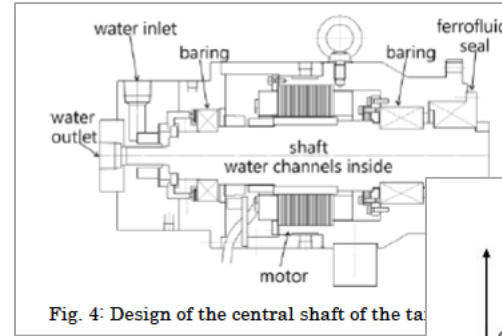 water inlet
baring
baring
ferrofluid
seal
water
outlet
shaft
water channels inside
motor
Fig. 4: Design of the central shaft of the